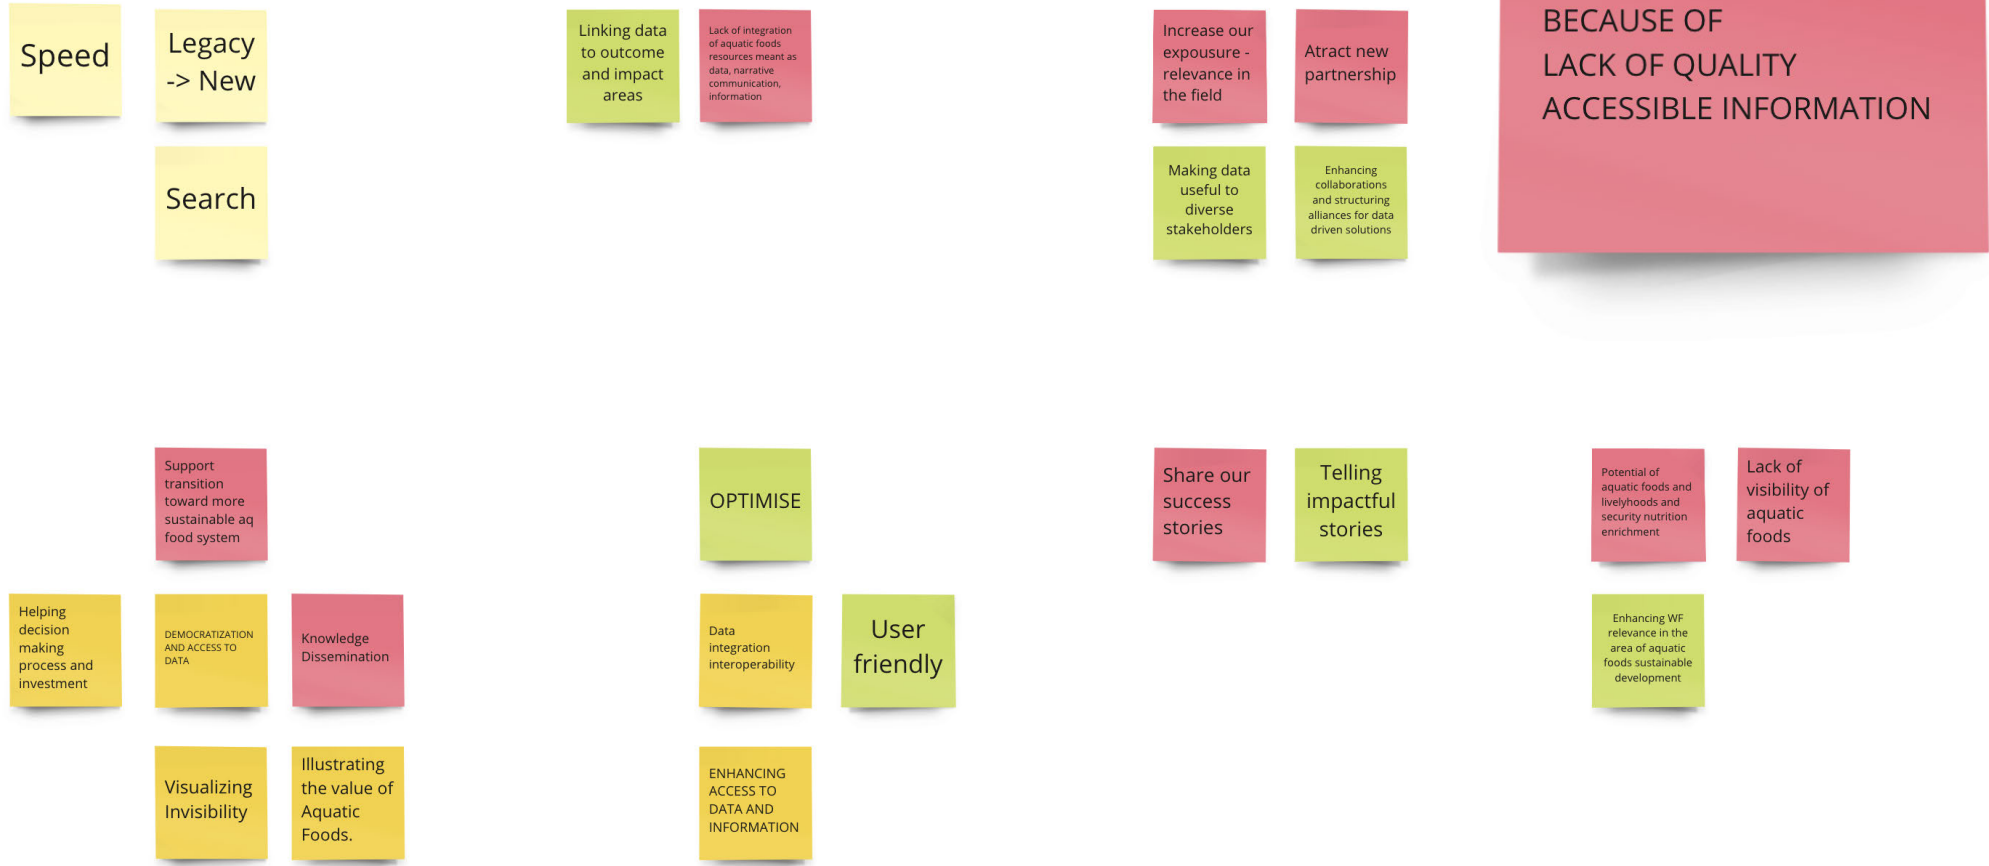 Speed
Legacy
-> New
Search
Linking data
to outcome
and impact
areas
Lack of integration
of aquatic foods
resources meant as
data, narrative
communication,
information
Increase our
expousure -
relevance in
the field
Atract new
partnership
Making data
useful to
diverse
stakeholders
Enhancing
collaborations
and structuring
alliances for data
driven solutions
BECAUSE OF
LACK OF QUALITY
ACCESSIBLE INFORMATION
Support
transition
toward more
sustainable aq
food system
Helping
decision
making
process and
investment
DEMOCRATIZATION
AND ACCESS TO
DATA
Knowledge
Dissemination
Visualizing
Invisibility
Illustrating
the value of
Aquatic
Foods.
OPTIMISE
Data
integration
interoperability
User
friendly
ENHANCING
ACCESS TO
DATA AND
INFORMATION
Share our
success
stories
Telling
impactful
stories
Potential of
aquatic foods and
livelyhoods and
security nutrition
enrichment
Lack of
visibility of
aquatic
foods
Enhancing WF
relevance in the
area of aquatic
foods sustainable
development